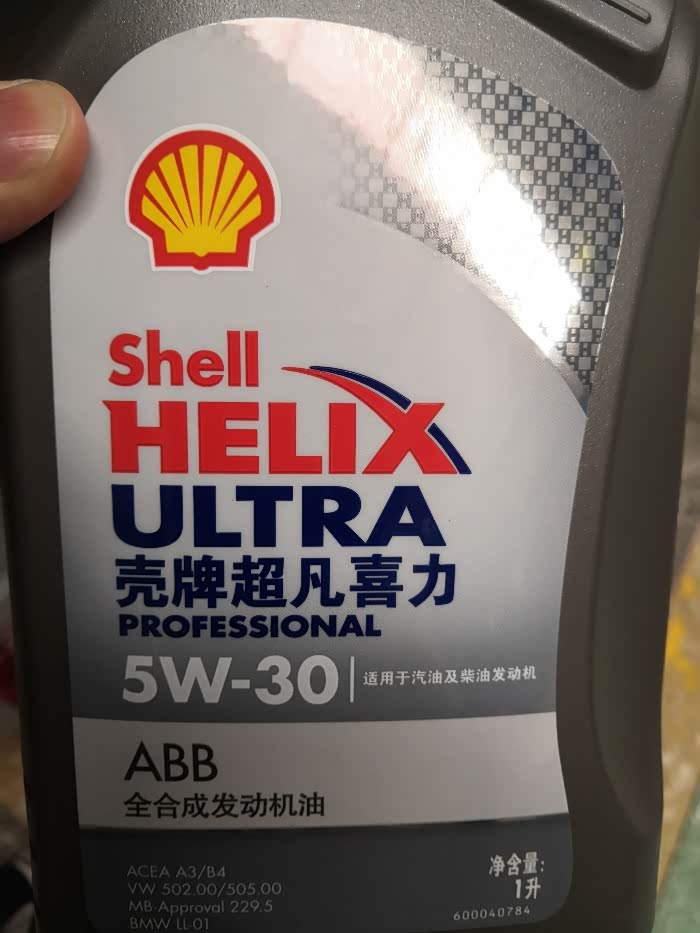 Shell
HELIX
ULTRA
壳牌超凡喜力
PROFESSIONAL
5W-30 适用于汽油及柴油发动机
ABB
全合成发动机油
ACEA A3/B4
VW 502.00/505.00
MB-Approval 229.5
BMW LL-01
净含量:
1升
600040784